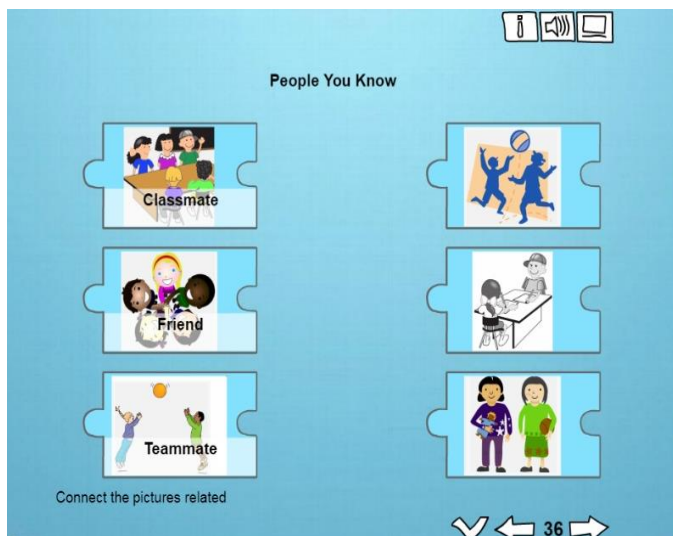 i
People You Know
Classmate
Friend
Teammate
Connect the pictures related
36